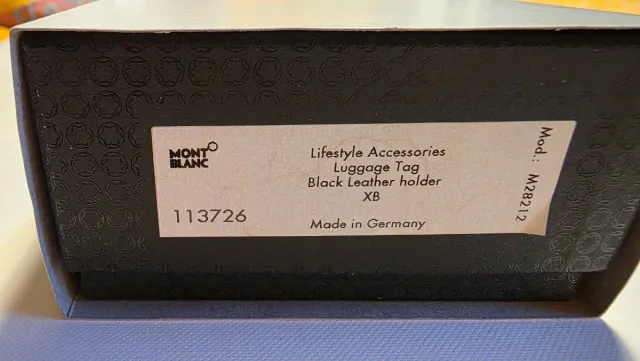 MONT
BLANC
113726
Lifestyle Accessories
Luggage Tag
Black Leather holder
XB
Made in Germany
Mod.: M28212